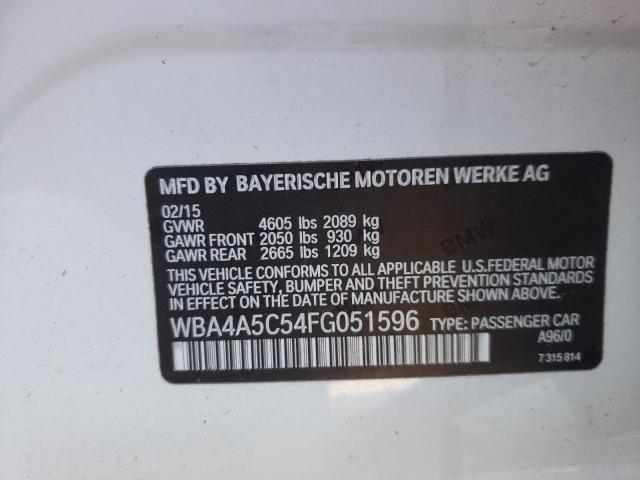 MFD BY BAYERISCHE MOTOREN WERKE AG
02/15
GVWR 4605 lbs 2089 kg
GAWR FRONT 2050 lbs 930 kg
GAWR REAR 2665 lbs 1209 kg
THIS VEHICLE CONFORMS TO ALL APPLICABLE U.S.FEDERAL MOTOR
VEHICLE SAFETY, BUMPER AND THEFT PREVENTION STANDARDS
IN EFFECT ON THE DATE OF MANUFACTURE SHOWN ABOVE.
WBA4A5C54FG051596 TYPE: PASSENGER CAR
A96/0
7 315 814
BMW